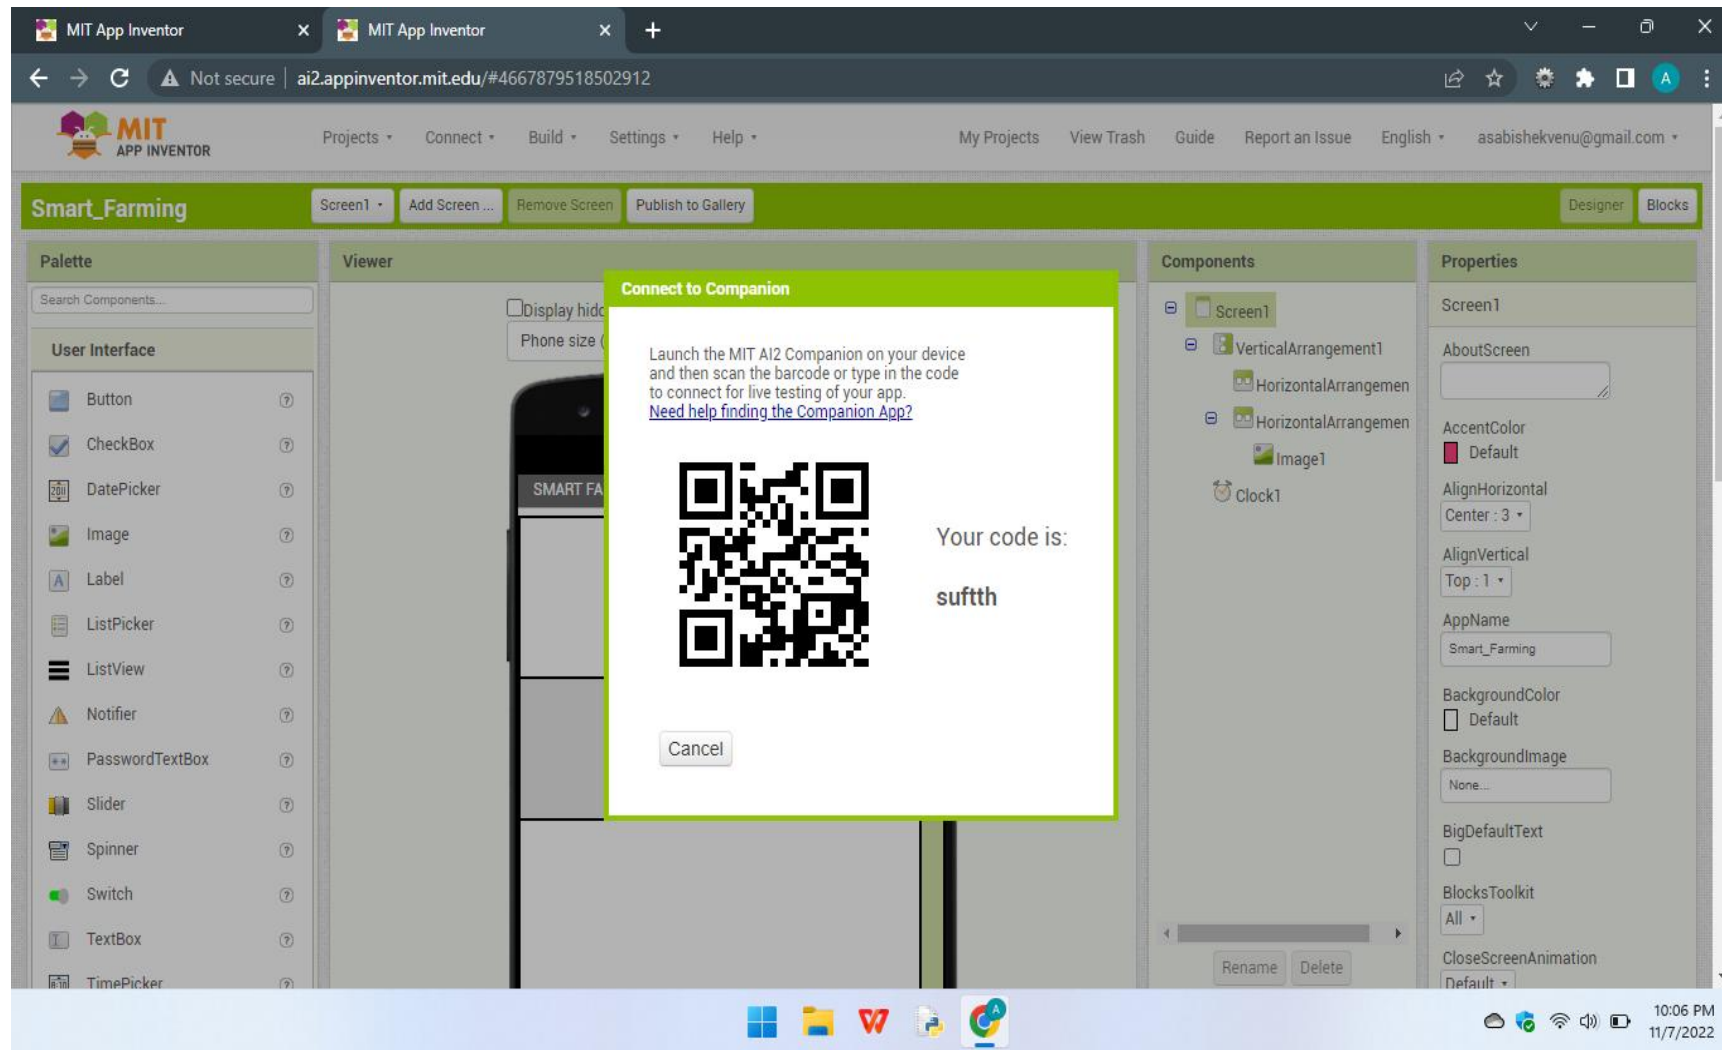 MIT App Inventor
MIT App Inventor
Not secure | ai2.appinventor.mit.edu/#4667879518502912
A
MIT
APP INVENTOR
Projects
Connect
Build
Settings
Help
My Projects
View Trash
Guide
Report an Issue
English
asabishekvenu@gmail.com
Smart_Farming
Screen1
Add Screen ...
Remove Screen
Publish to Gallery
Designer
Blocks
Palette
Search Components...
User Interface
Button
CheckBox
DatePicker
Image
Label
ListPicker
ListView
Notifier
PasswordTextBox
Slider
Spinner
Switch
TextBox
TimePicker
Viewer
Display hidd
Phone size (
SMART FA
Connect to Companion
Launch the MIT AI2 Companion on your device
and then scan the barcode or type in the code
to connect for live testing of your app.
Need help finding the Companion App?
Your code is:
suftth
Cancel
Components
Screen1
VerticalArrangement1
HorizontalArrangemen
HorizontalArrangemen
Image1
Clock1
Rename
Delete
Properties
Screen1
AboutScreen
AccentColor
Default
AlignHorizontal
Center : 3
AlignVertical
Top : 1
AppName
Smart_Farming
BackgroundColor
Default
BackgroundImage
None...
BigDefaultText
BlocksToolkit
All
CloseScreenAnimation
Default
10:06 PM
11/7/2022